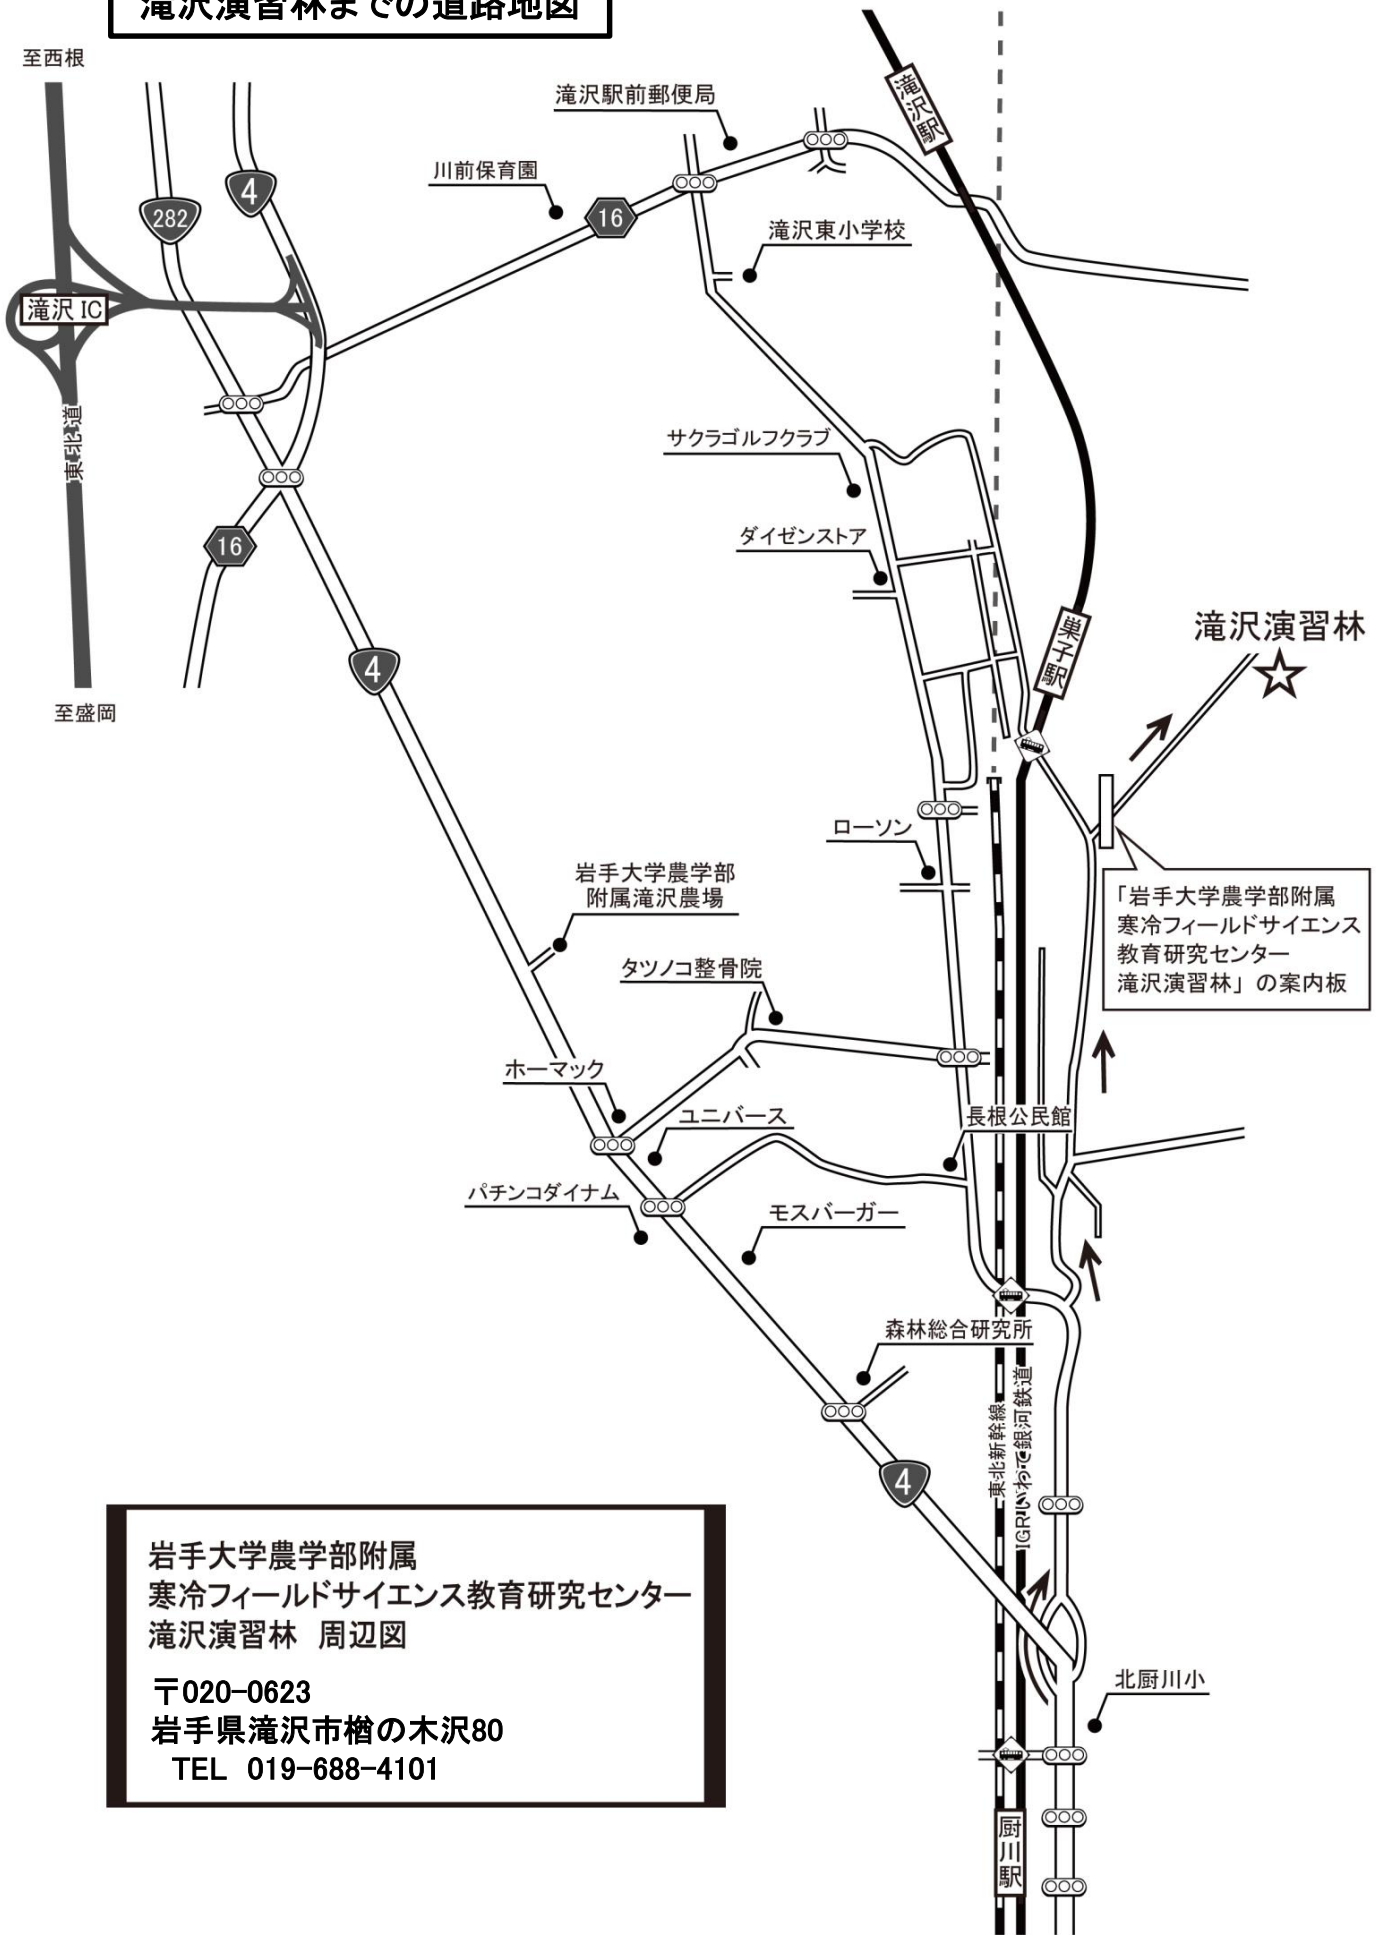 滝沢演習林までの道路地図
至西根
滝沢駅前郵便局
滝沢駅
川前保育園
4
282
16
滝沢東小学校
滝沢 IC
東北道
サクラゴルフクラブ
ダイゼンストア
16
巣子駅
滝沢演習林
4
至盛岡
ローソン
岩手大学農学部
附属滝沢農場
「岩手大学農学部附属
寒冷フィールドサイエンス
教育研究センター
滝沢演習林」の案内板
タツノコ整骨院
ホーマック
ユニバース
長根公民館
パチンコダイナム
モスバーガー
森林総合研究所
東北新幹線
IGRいわて銀河鉄道
4
岩手大学農学部附属
寒冷フィールドサイエンス教育研究センター
滝沢演習林 周辺図
〒020-0623
岩手県滝沢市楢の木沢80
TEL 019-688-4101
北厨川小
厨川駅